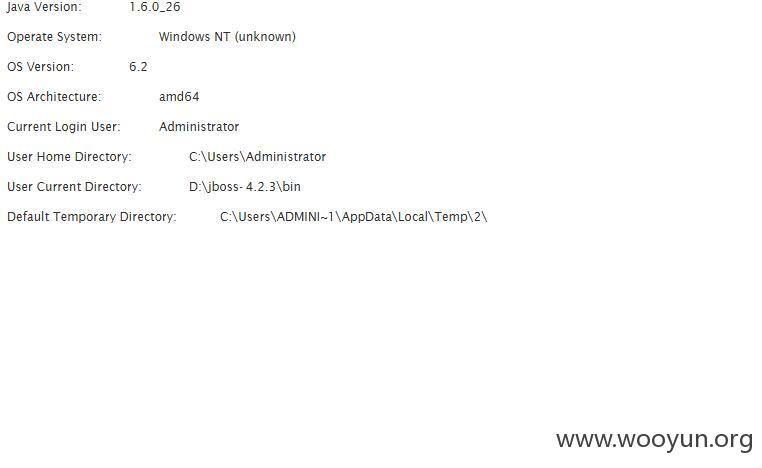 Java Version: 1.6.0_26
Operate System: Windows NT (unknown)
OS Version: 6.2
OS Architecture: amd64
Current Login User: Administrator
User Home Directory: C:\Users\Administrator
User Current Directory: D:\jboss-4.2.3\bin
Default Temporary Directory: C:\Users\ADMINI~1\AppData\Local\Temp\2\
www.wooyun.org